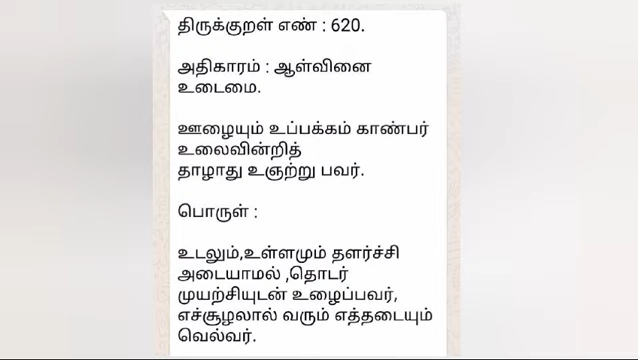 திருக்குறள் எண் : 620.
அதிகாரம் : ஆள்வினை
உடைமை.
ஊழையும் உப்பக்கம் காண்பர்
உலைவின்றித்
தாழாது உஞற்று பவர்.
பொருள் :
உடலும்,உள்ளமும் தளர்ச்சி
அடையாமல் ,தொடர்
முயற்சியுடன் உழைப்பவர்,
எச்சூழலால் வரும் எத்தடையும்
வெல்வர்.